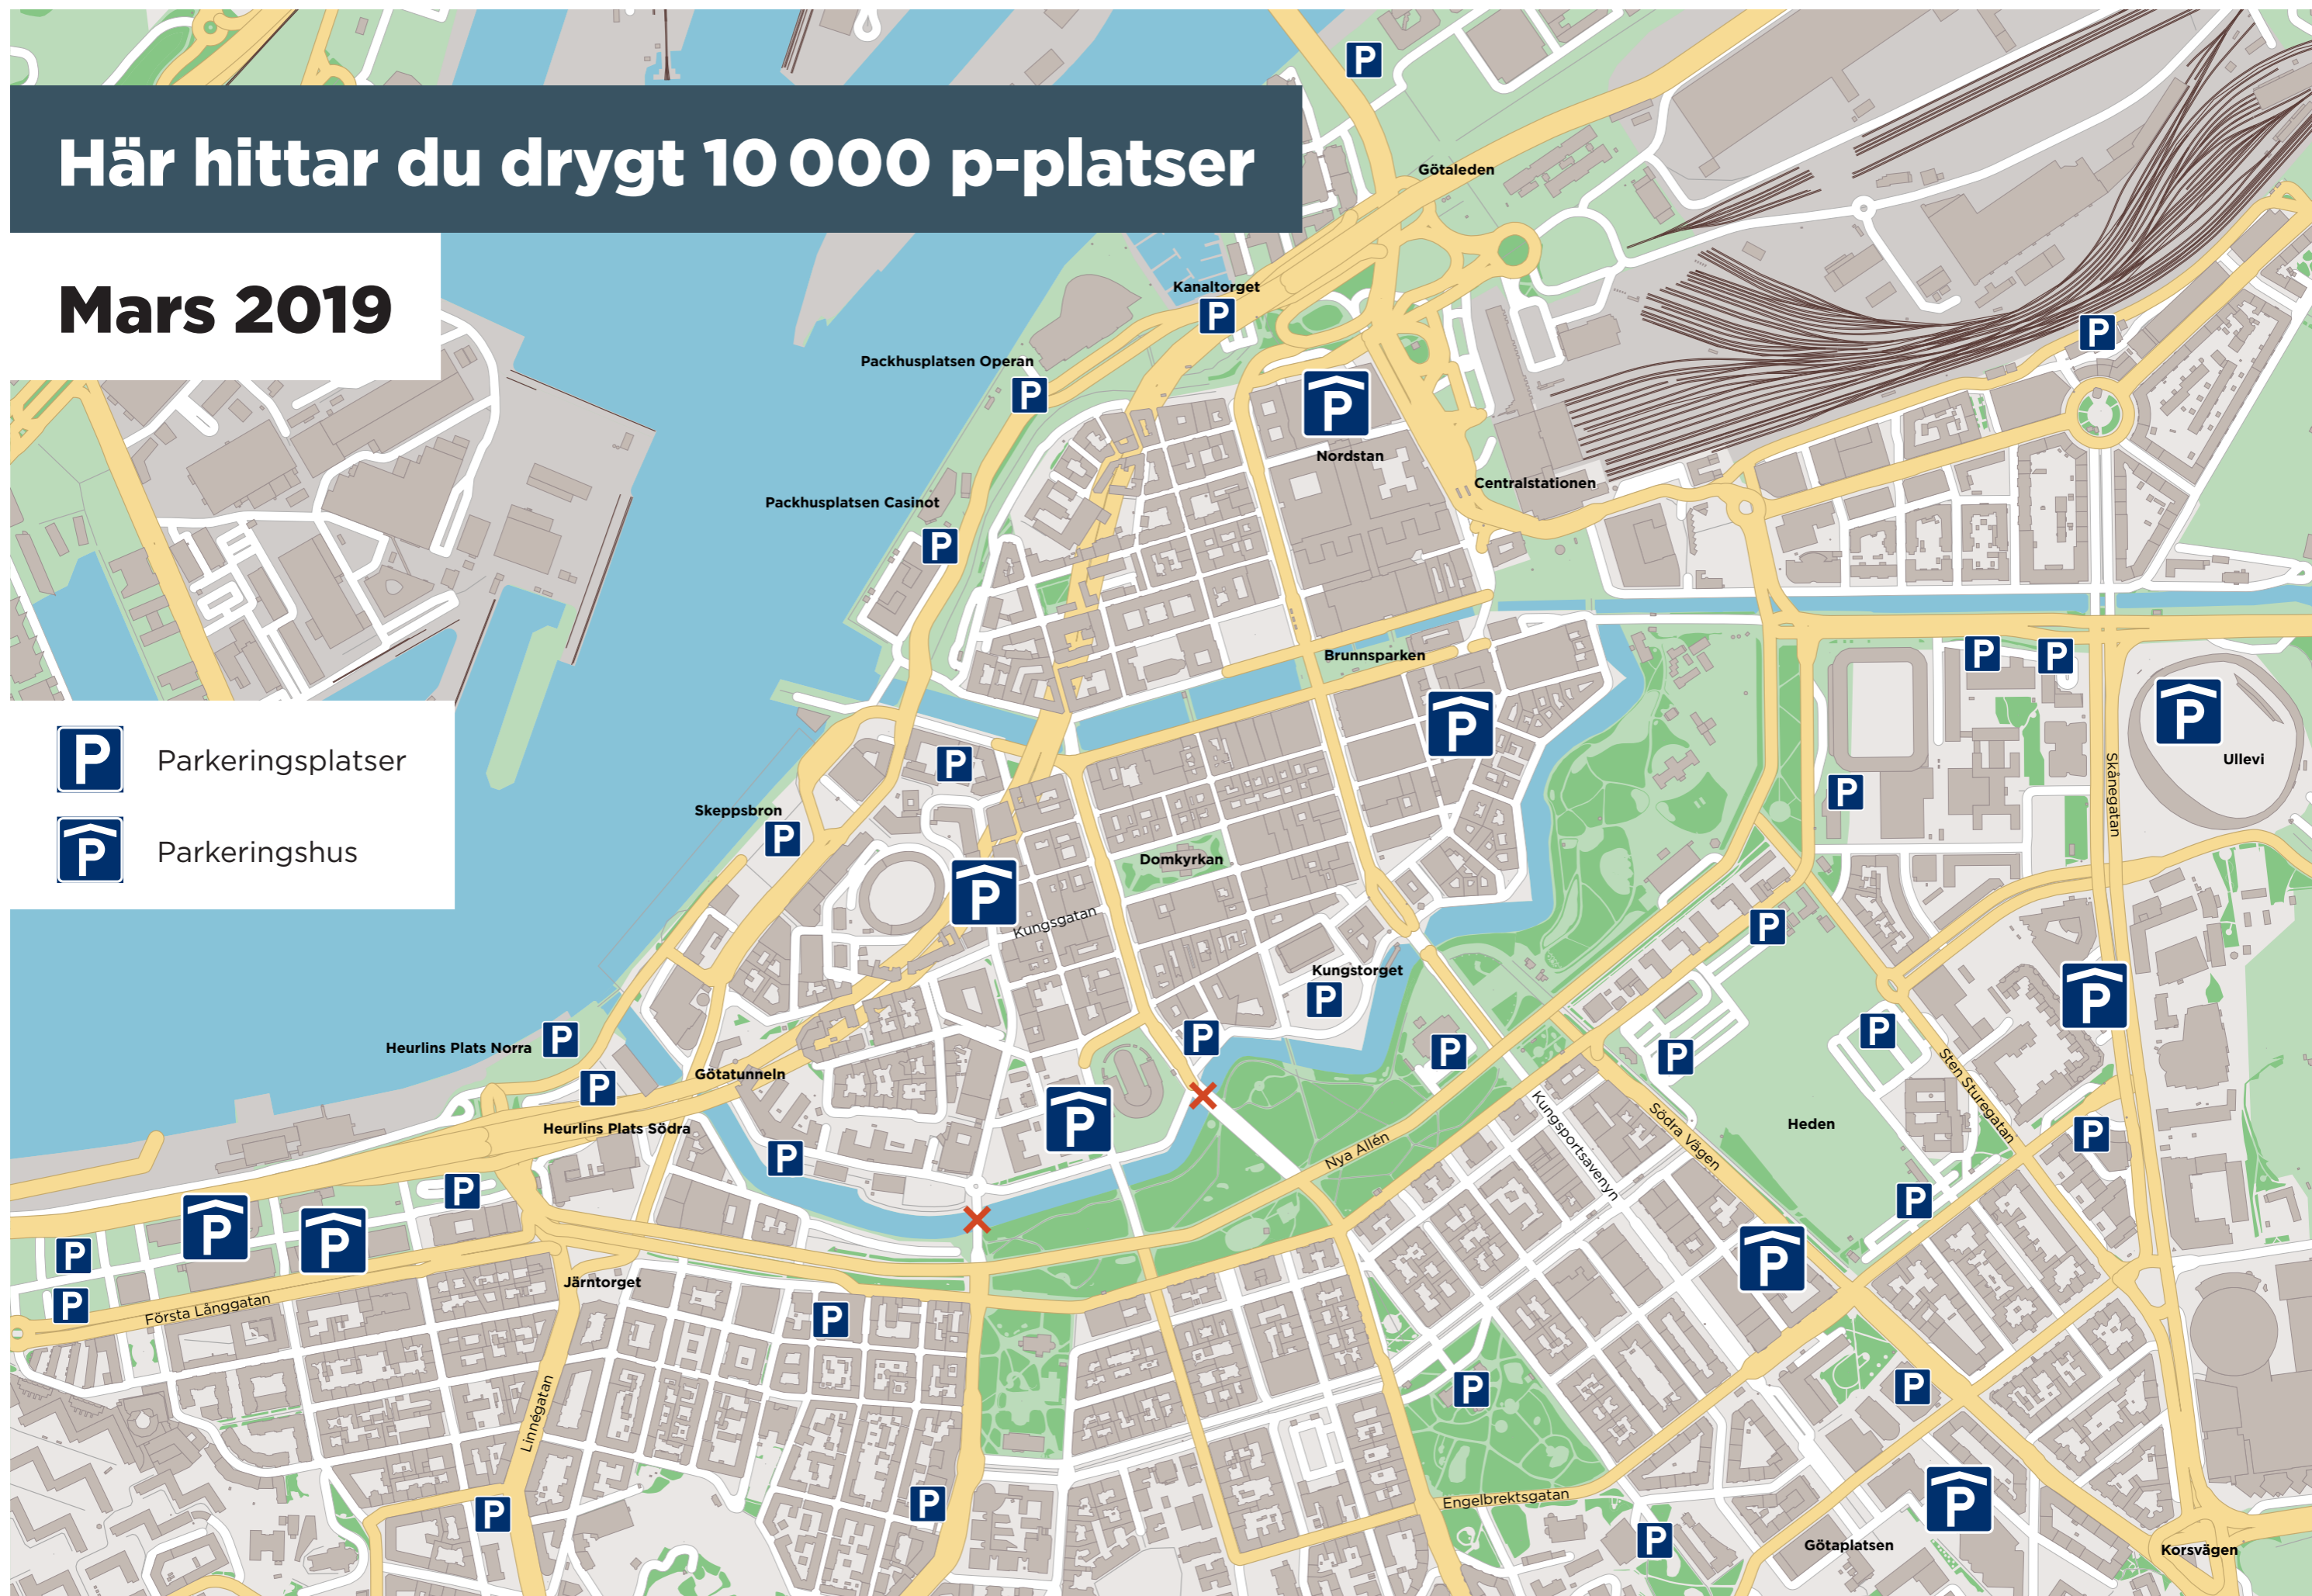 Här hittar du drygt 10 000 p-platser
Mars 2019
P Parkeringsplatser
P Parkeringshus
Götaleden
Kanaltorget
Packhusplatsen Operan
Nordstan
Centralstationen
Packhusplatsen Casinot
Brunnsparken
Skånegatan
Ullevi
Skeppsbron
Domkyrkan
Kungsgatan
Kungstorget
Heurlins Plats Norra
Götatunneln
Heurlins Plats Södra
Nya Allén
Kungsportsavenyn
Södra Vägen
Heden
Sten Sturegatan
Järntorget
Första Långgatan
Linnégatan
Engelbrektsgatan
Götaplatsen
Korsvägen